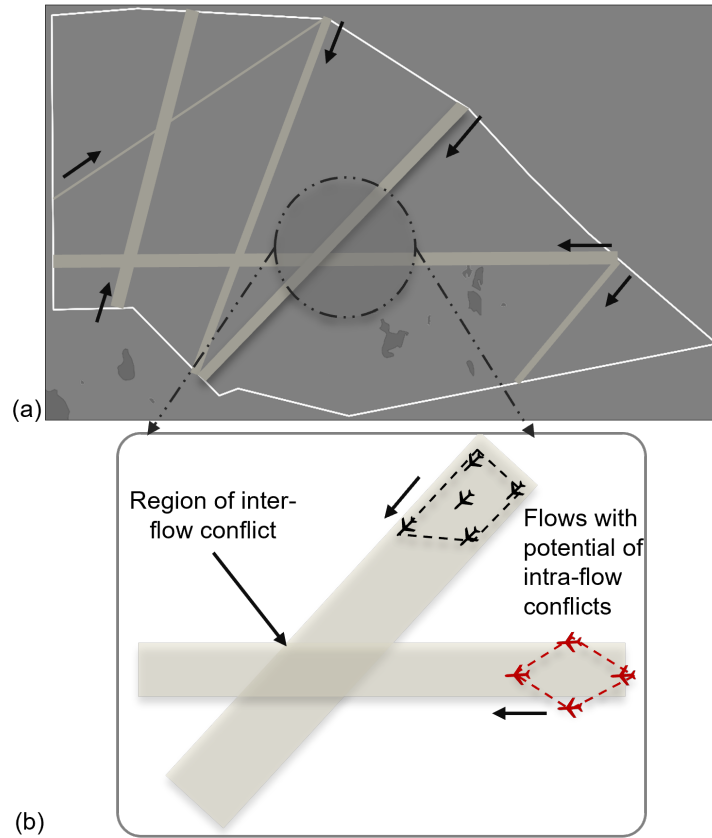 (a)
Region of inter-
flow conflict
Flows with
potential of
intra-flow
conflicts
(b)